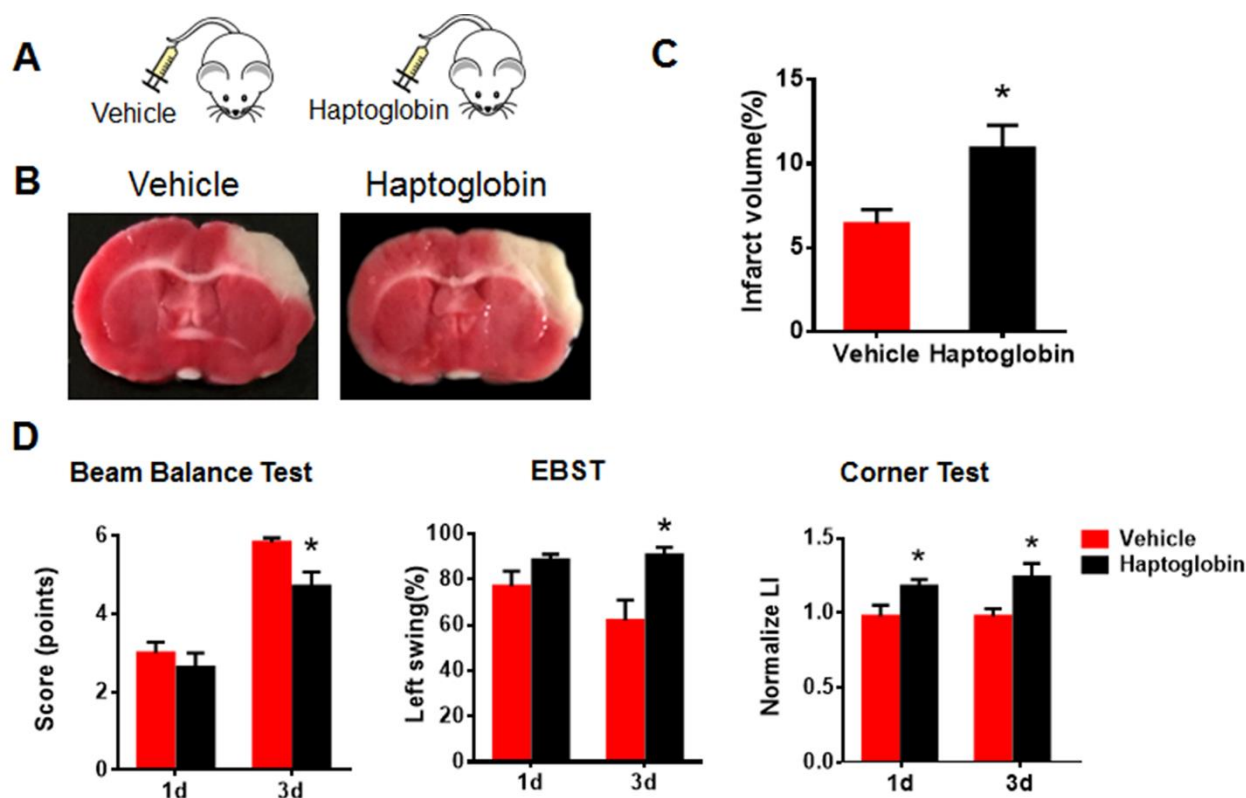 A
Vehicle
Haptoglobin
B
Vehicle
Haptoglobin
C
Infarct volume(%)
15
10
5
0
*
Vehicle
Haptoglobin
D
Beam Balance Test
Score (points)
6
4
2
0
*
1d
3d
EBST
Left swing(%)
100
80
60
40
20
0
*
1d
3d
Corner Test
Normalize LI
1.5
1.0
0.5
0.0
*
*
1d
3d
Vehicle
Haptoglobin